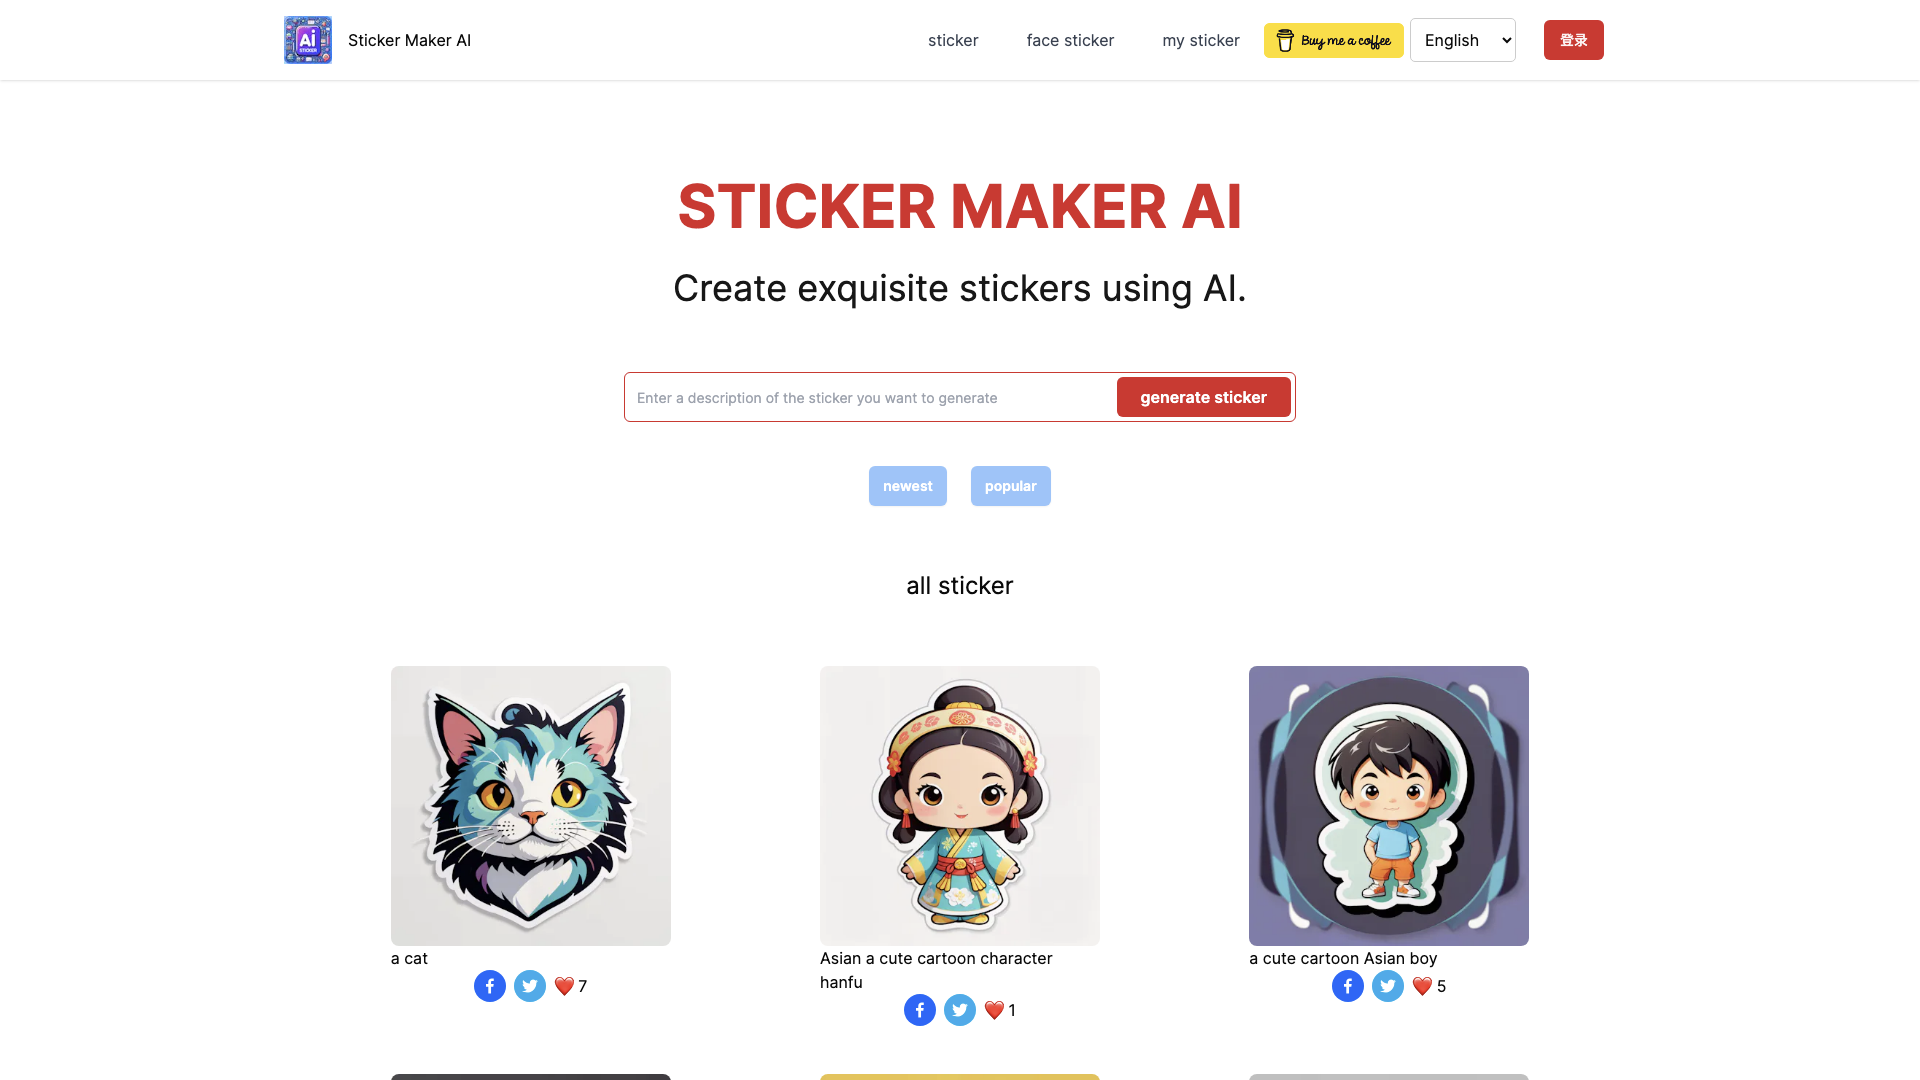 Ai
STICKER
Sticker Maker AI
sticker
face sticker
my sticker
Buy me a coffee
English
登录
STICKER MAKER AI
Create exquisite stickers using AI.
Enter a description of the sticker you want to generate
generate sticker
newest
popular
all sticker
a cat
7
Asian a cute cartoon character
hanfu
1
a cute cartoon Asian boy
5